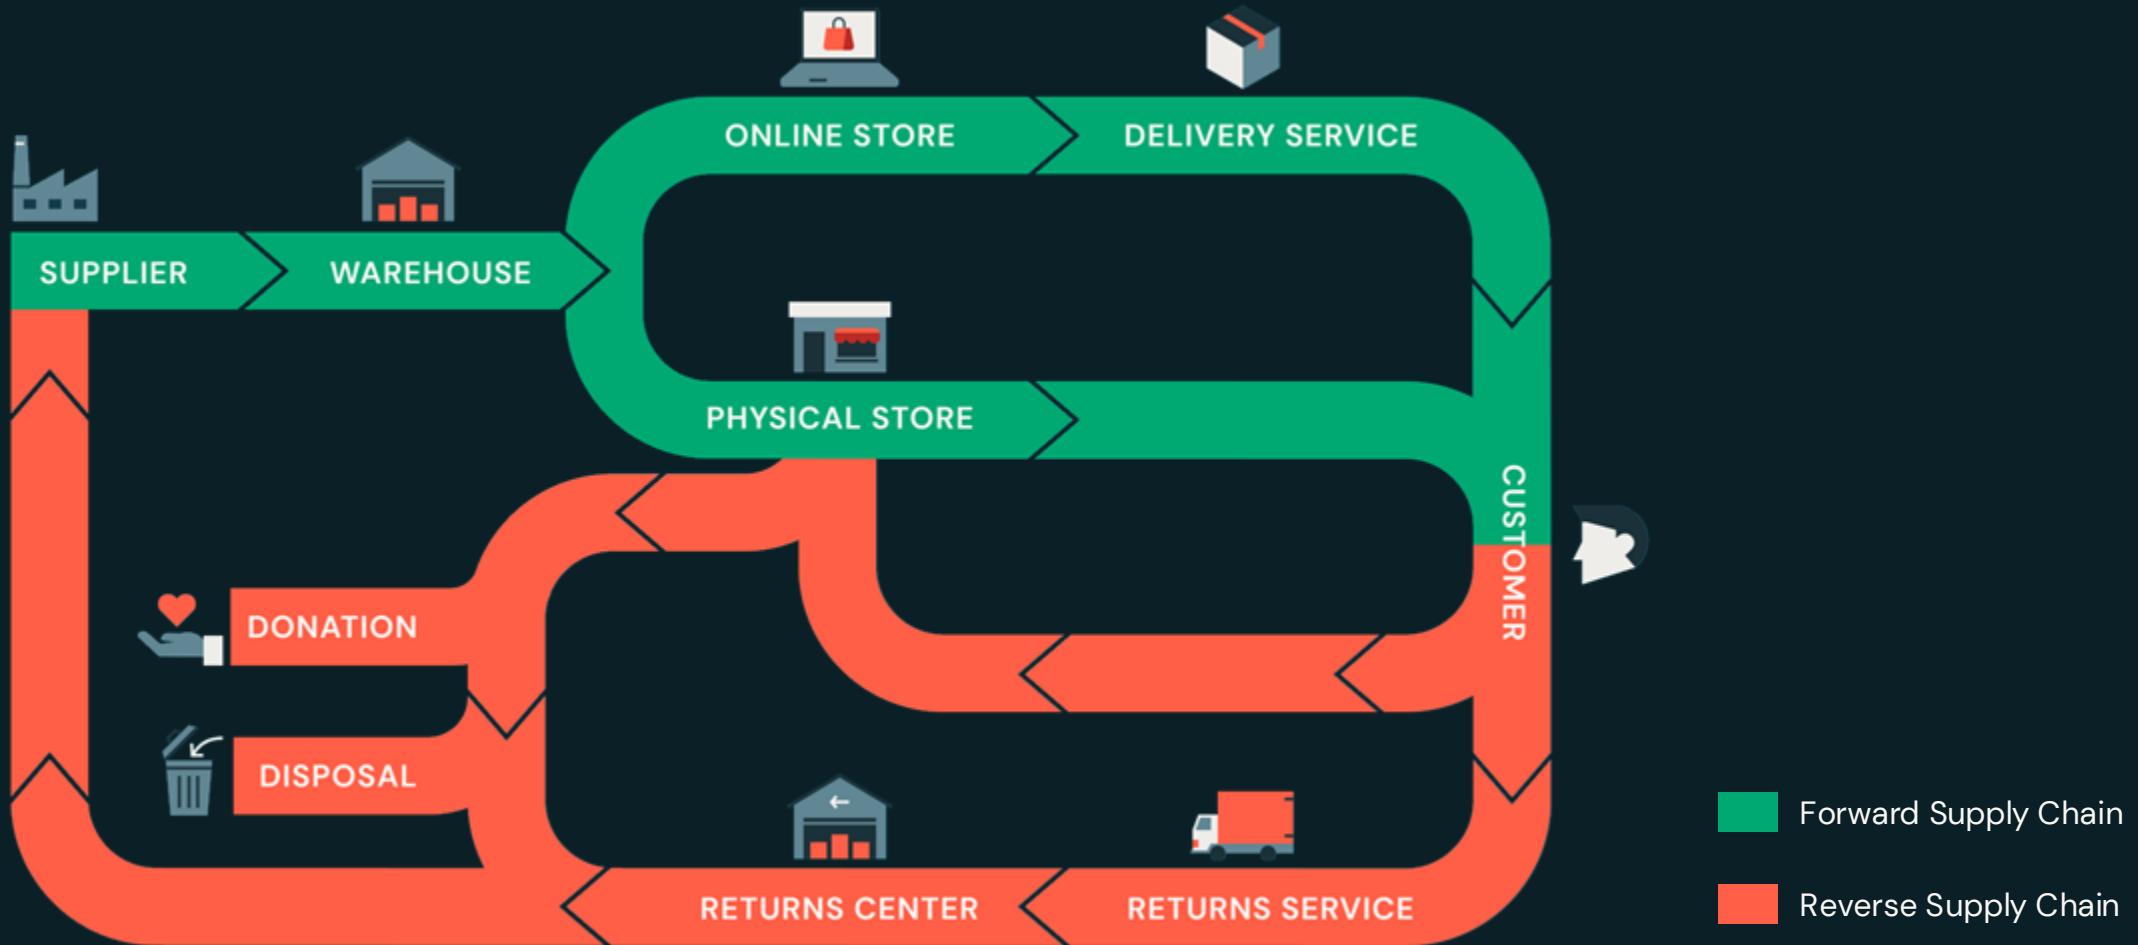 ONLINE STORE
DELIVERY SERVICE
SUPPLIER
WAREHOUSE
PHYSICAL STORE
CUSTOMER
DONATION
DISPOSAL
RETURNS CENTER
RETURNS SERVICE
Forward Supply Chain
Reverse Supply Chain